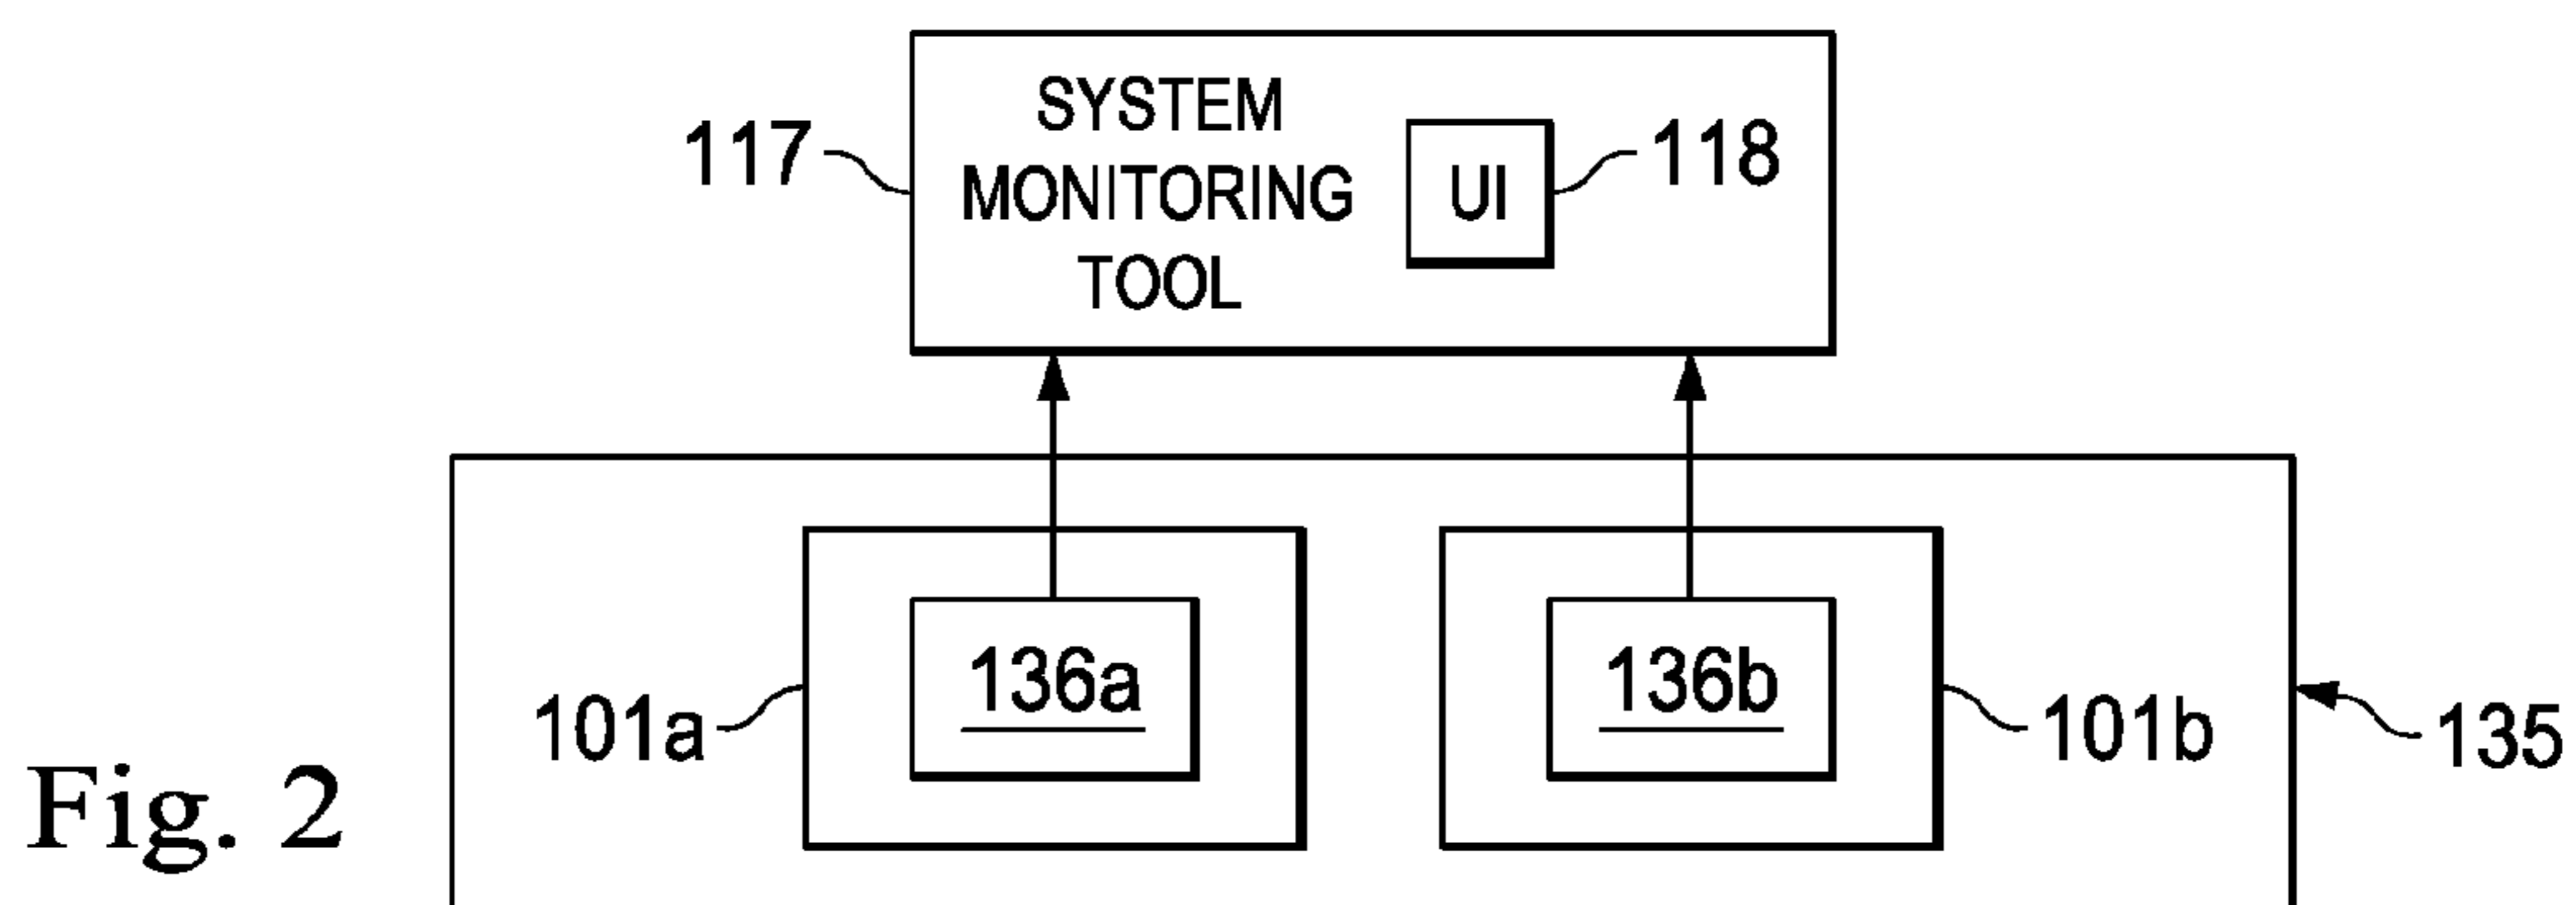 SYSTEM
MONITORING
TOOL
UI
117
118
136a
136b
101a
101b
135
Fig. 2